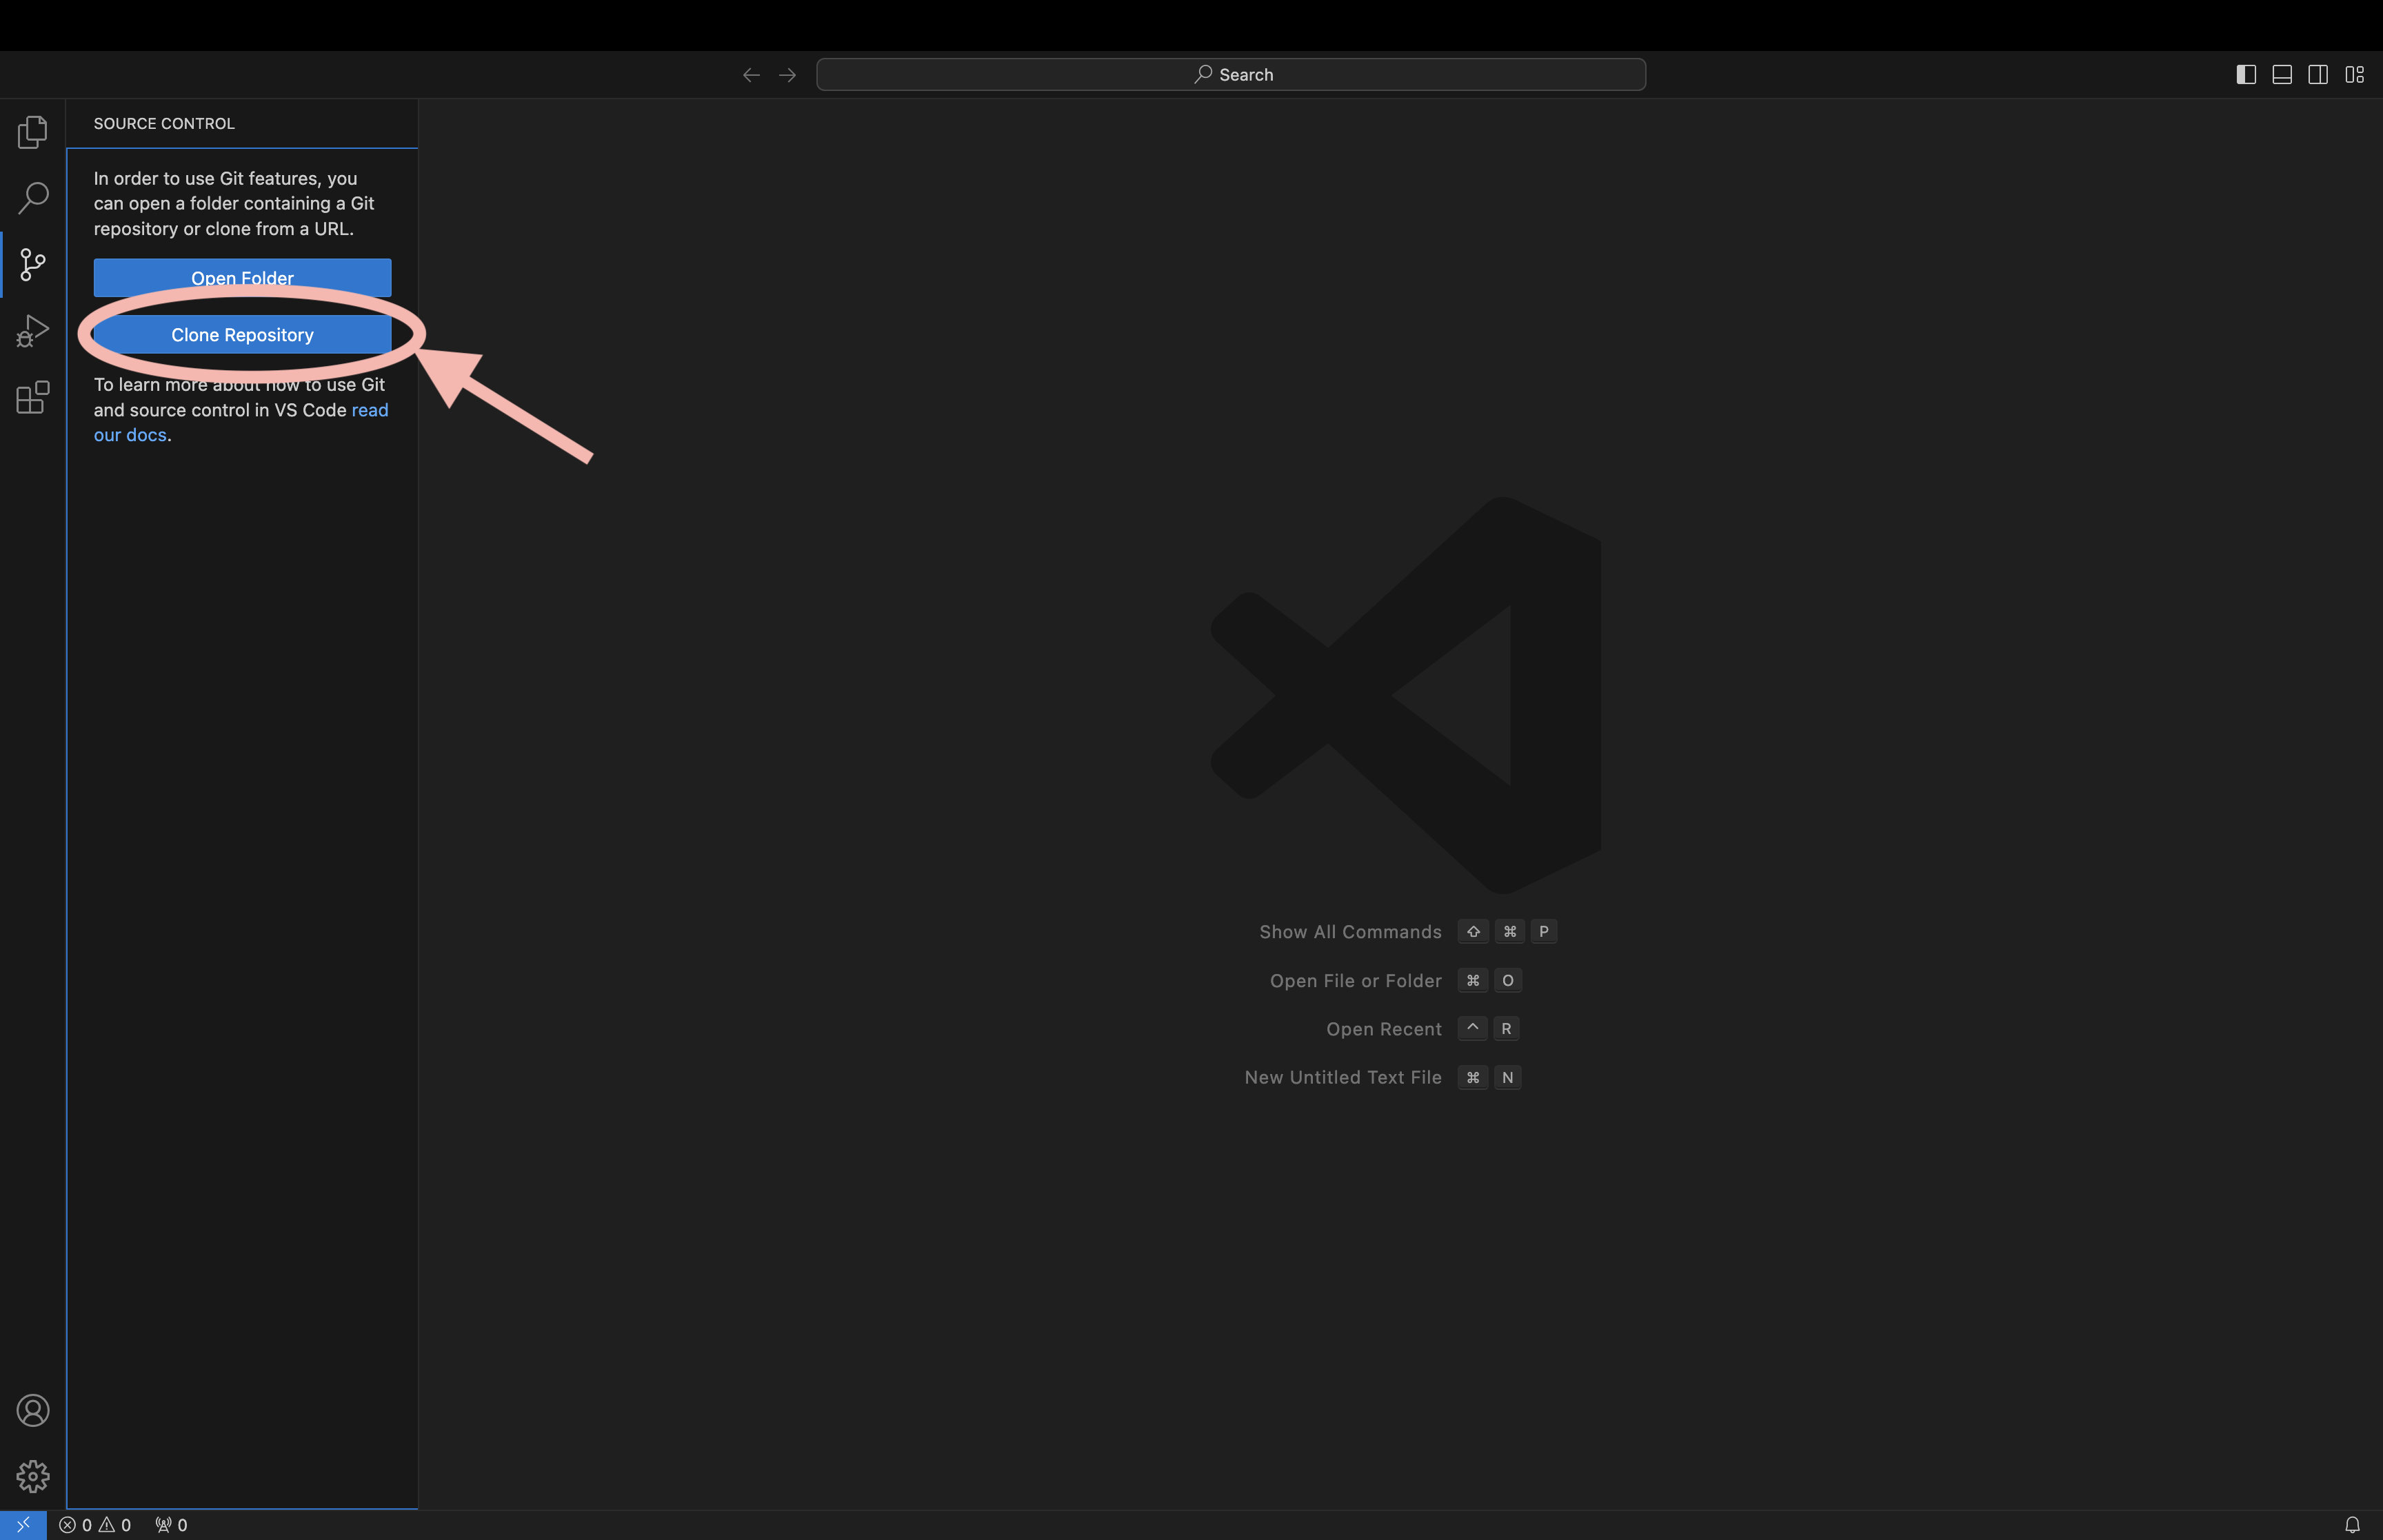 Search
SOURCE CONTROL
In order to use Git features, you
can open a folder containing a Git
repository or clone from a URL.
Open Folder
Clone Repository
To learn more about how to use Git
and source control in VS Code read
our docs.
Show All Commands ⇧ ⌘ P
Open File or Folder ⌘ O
Open Recent ^ R
New Untitled Text File ⌘ N
0 0 0